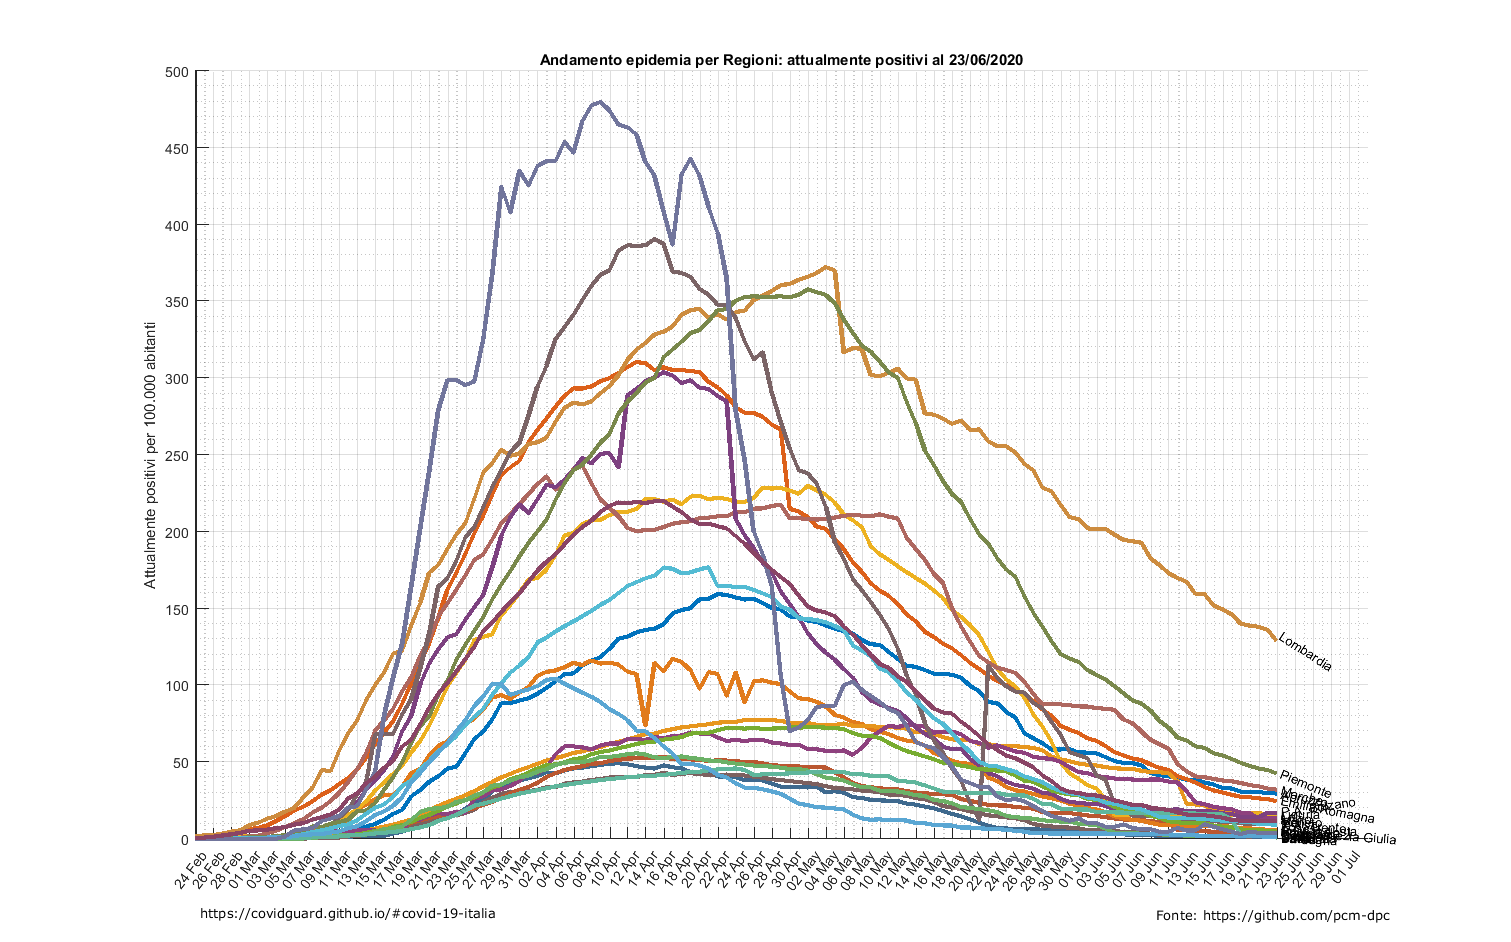 Andamento epidemia per Regioni: attualmente positivi al 23/06/2020
Attualmente positivi per 100.000 abitanti
500
450
400
350
300
250
200
150
100
50
0
Lombardia
Piemonte
24 Feb
26 Feb
28 Feb
01 Mar
03 Mar
05 Mar
07 Mar
09 Mar
11 Mar
13 Mar
15 Mar
17 Mar
19 Mar
21 Mar
23 Mar
25 Mar
27 Mar
29 Mar
31 Mar
02 Apr
04 Apr
06 Apr
08 Apr
10 Apr
12 Apr
14 Apr
16 Apr
18 Apr
20 Apr
22 Apr
24 Apr
26 Apr
28 Apr
30 Apr
02 May
04 May
06 May
08 May
10 May
12 May
14 May
16 May
18 May
20 May
22 May
24 May
26 May
28 May
30 May
01 Jun
03 Jun
05 Jun
07 Jun
09 Jun
11 Jun
13 Jun
15 Jun
17 Jun
19 Jun
21 Jun
23 Jun
25 Jun
27 Jun
29 Jun
01 Jul
https://covidguard.github.io/#covid-19-italia
Fonte: https://github.com/pcm-dpc